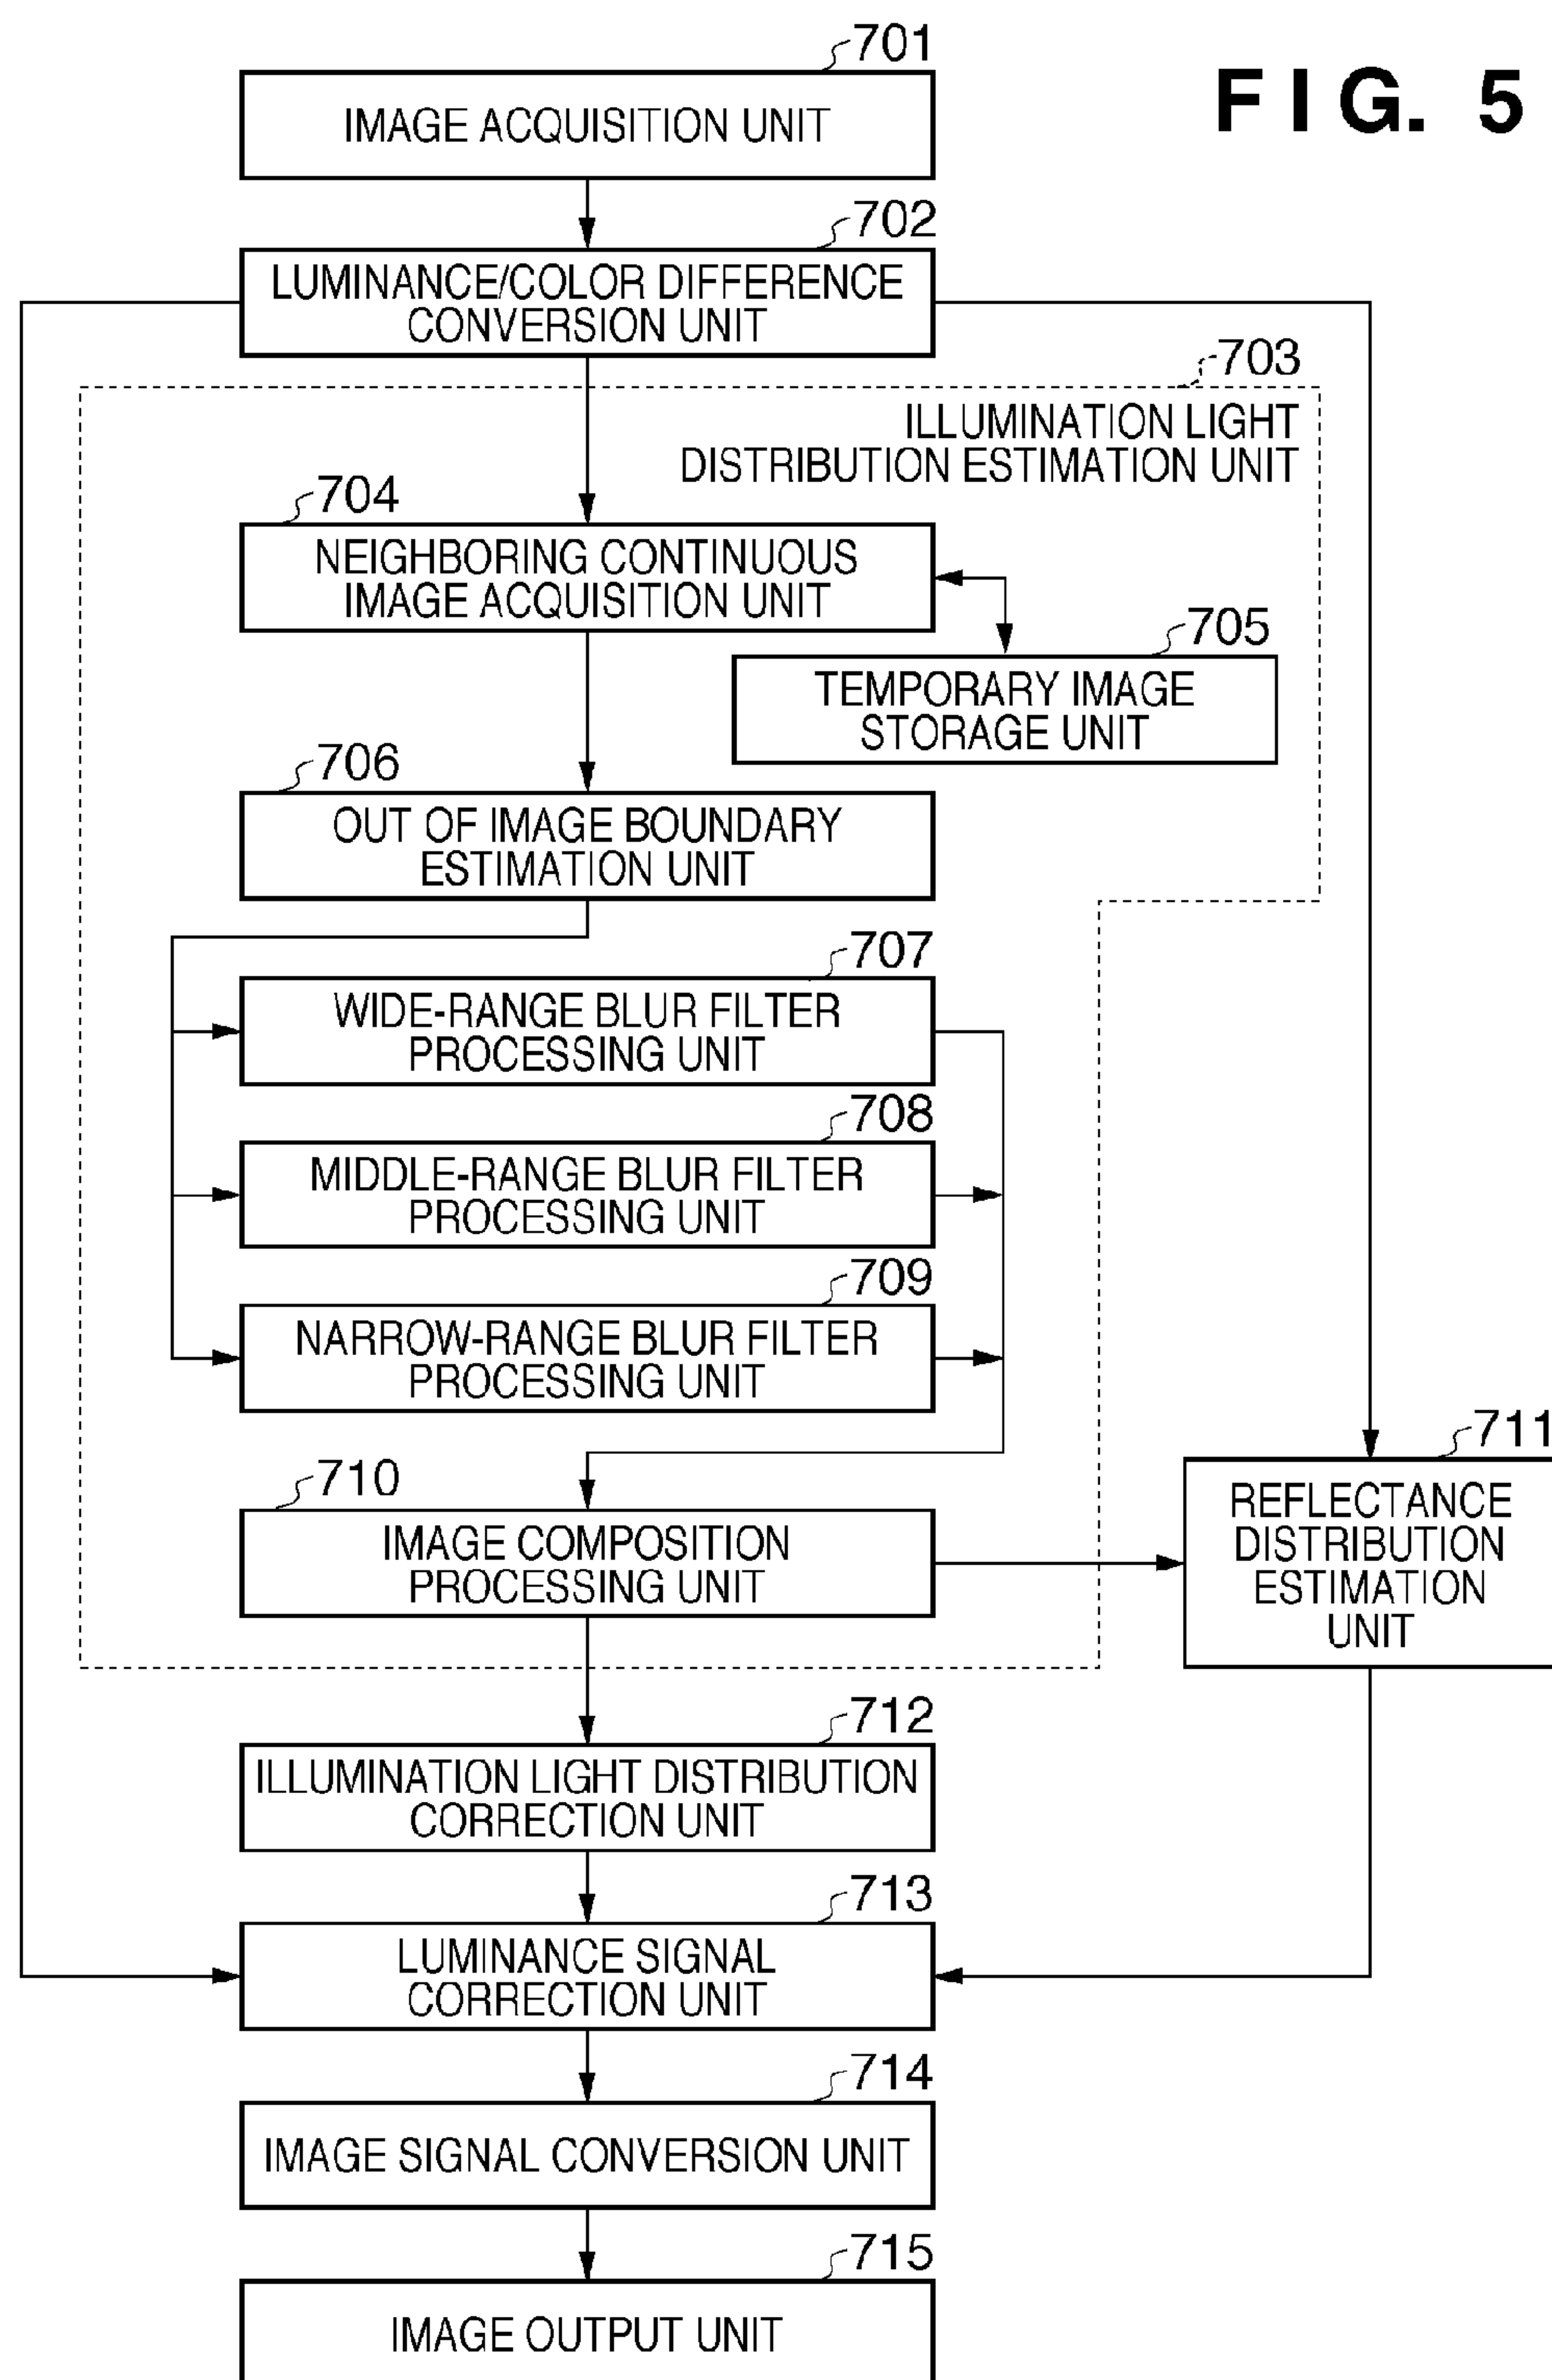 FIG. 5
701
IMAGE ACQUISITION UNIT
702
LUMINANCE/COLOR DIFFERENCE
CONVERSION UNIT
703
ILLUMINATION LIGHT
DISTRIBUTION ESTIMATION UNIT
704
NEIGHBORING CONTINUOUS
IMAGE ACQUISITION UNIT
705
TEMPORARY IMAGE
STORAGE UNIT
706
OUT OF IMAGE BOUNDARY
ESTIMATION UNIT
707
WIDE-RANGE BLUR FILTER
PROCESSING UNIT
708
MIDDLE-RANGE BLUR FILTER
PROCESSING UNIT
709
NARROW-RANGE BLUR FILTER
PROCESSING UNIT
710
IMAGE COMPOSITION
PROCESSING UNIT
711
REFLECTANCE
DISTRIBUTION
ESTIMATION
UNIT
712
ILLUMINATION LIGHT DISTRIBUTION
CORRECTION UNIT
713
LUMINANCE SIGNAL
CORRECTION UNIT
714
IMAGE SIGNAL CONVERSION UNIT
715
IMAGE OUTPUT UNIT